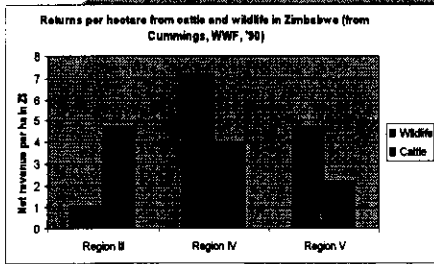 Returns per hectare from cattle and wildlife in Zimbabwe (from
Cummings, WWF, '90)
Net revenue per ha in Z$
8
7
6
5
4
3
2
1
0
Region III
Region IV
Region V
Wildlife
Cattle